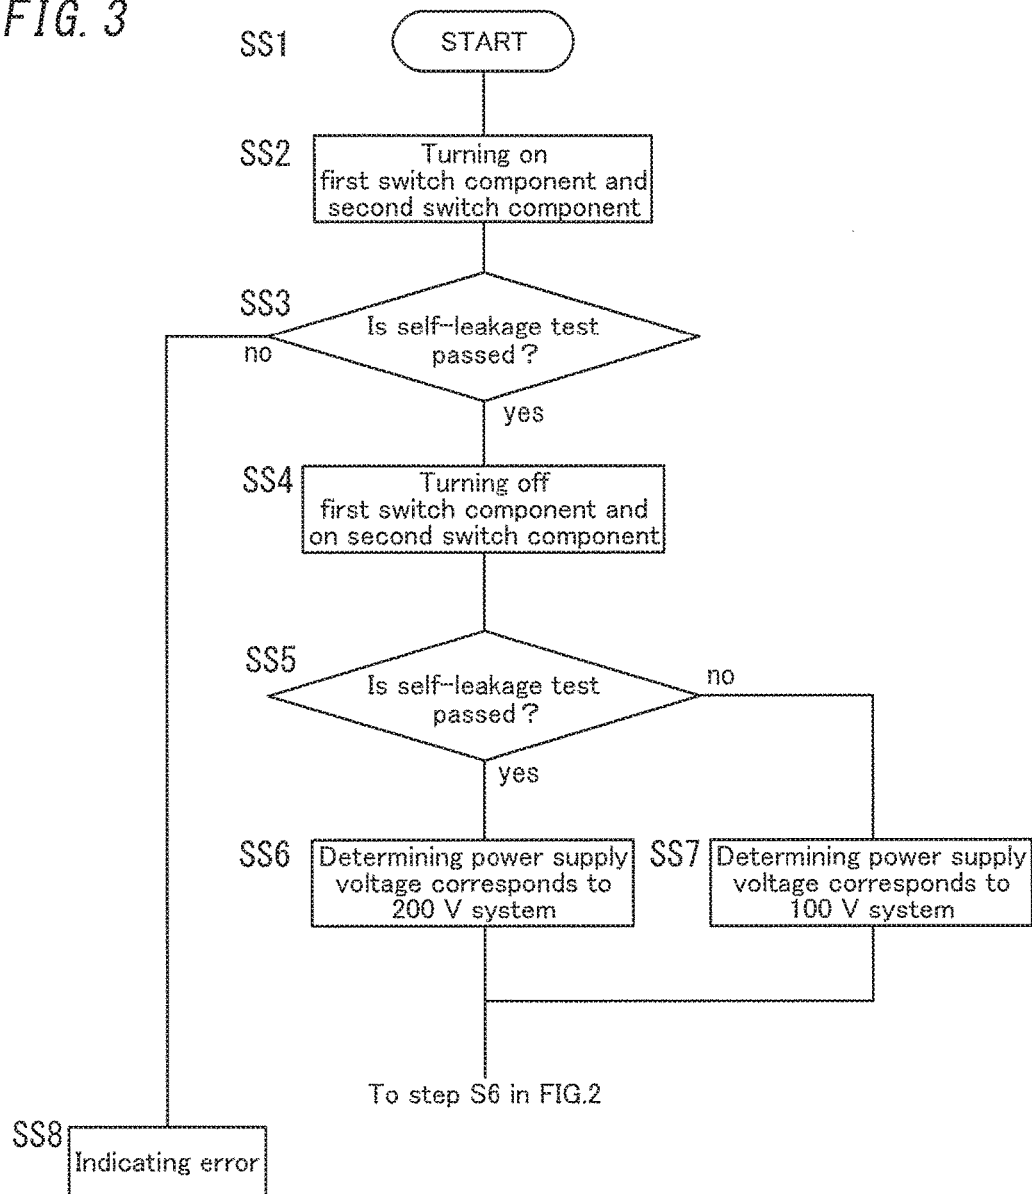 FIG. 3
SS1
START
SS2
Turning on
first switch component and
second switch component
SS3
Is self-leakage test
passed?
no
yes
SS4
Turning off
first switch component and
on second switch component
SS5
Is self-leakage test
passed?
no
yes
SS6
Determining power supply
voltage corresponds to
200 V system
SS7
Determining power supply
voltage corresponds to
100 V system
To step S6 in FIG.2
SS8
Indicating error